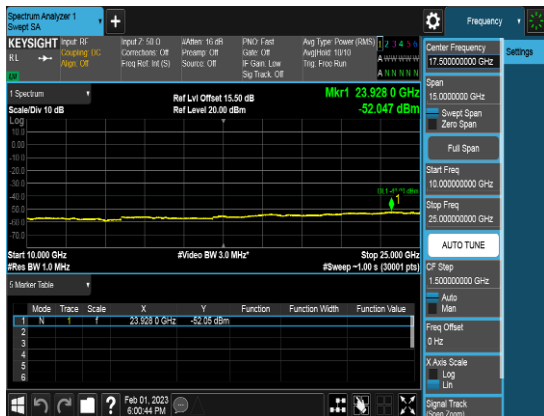 Spectrum Analyzer 1
Swept SA
Frequency
KEYSIGHT
Input: RF
Coupling: DC
Align: Off
Input Z: 50 Ω
Corrections: Off
Freq Ref: Int (S)
#Atten: 16 dB
Preamp: Off
Source: Off
PNO: Fast
Gate: Off
IF Gain: Low
Sig Track: Off
Avg Type: Power (RMS)
Avg|Hold: 10/10
Trig: Free Run
1 2 3 4 5 6
A W W W W W
A N N N N N
RL
Center Frequency
17.500000000 GHz
Settings
Span
15.0000000 GHz
Swept Span
Zero Span
Full Span
Start Freq
10.000000000 GHz
Stop Freq
25.000000000 GHz
AUTO TUNE
CF Step
1.500000000 GHz
Auto
Man
Freq Offset
0 Hz
X Axis Scale
Log
Lin
Signal Track
(Span Zoom)
1 Spectrum
Scale/Div 10 dB
Log
Ref Lvl Offset 15.50 dB
Ref Level 20.00 dBm
Mkr1 23.928 0 GHz
-52.047 dBm
10.0
0.00
-10.0
-20.0
-30.0
-40.0
-50.0
-60.0
-70.0
1
Start 10.000 GHz
#Res BW 1.0 MHz
#Video BW 3.0 MHz*
Stop 25.000 GHz
#Sweep ~1.00 s (30001 pts)
5 Marker Table
Mode Trace Scale X Y Function Function Width Function Value
1 N 1 f 23.928 0 GHz -52.05 dBm
2
3
4
5
6
Feb 01, 2023
6:00:44 PM